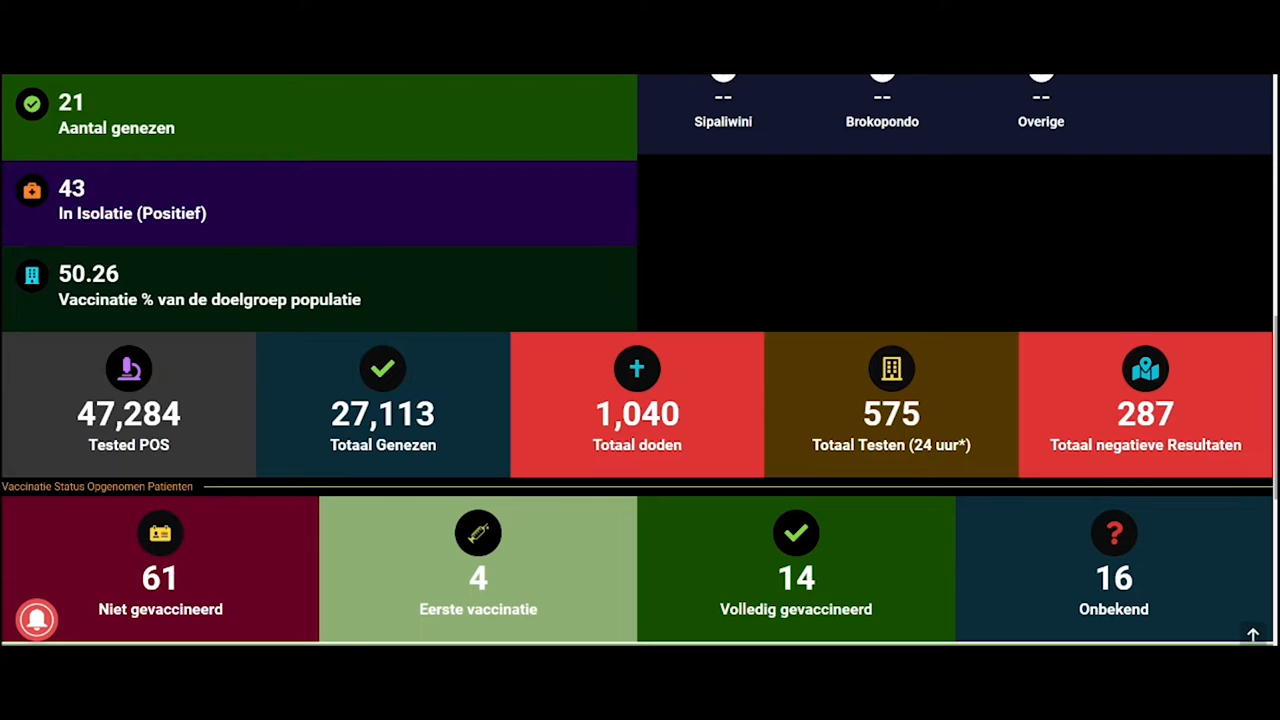 21
Aantal genezen
-- -- --
Sipaliwini Brokopondo Overige
43
In Isolatie (Positief)
50.26
Vaccinatie % van de doelgroep populatie
47,284 27,113 1,040 575 287
Tested POS Totaal Genezen Totaal doden Totaal Testen (24 uur*) Totaal negatieve Resultaten
Vaccinatie Status Opgenomen Patienten
61 4 14 16
Niet gevaccineerd Eerste vaccinatie Volledig gevaccineerd Onbekend